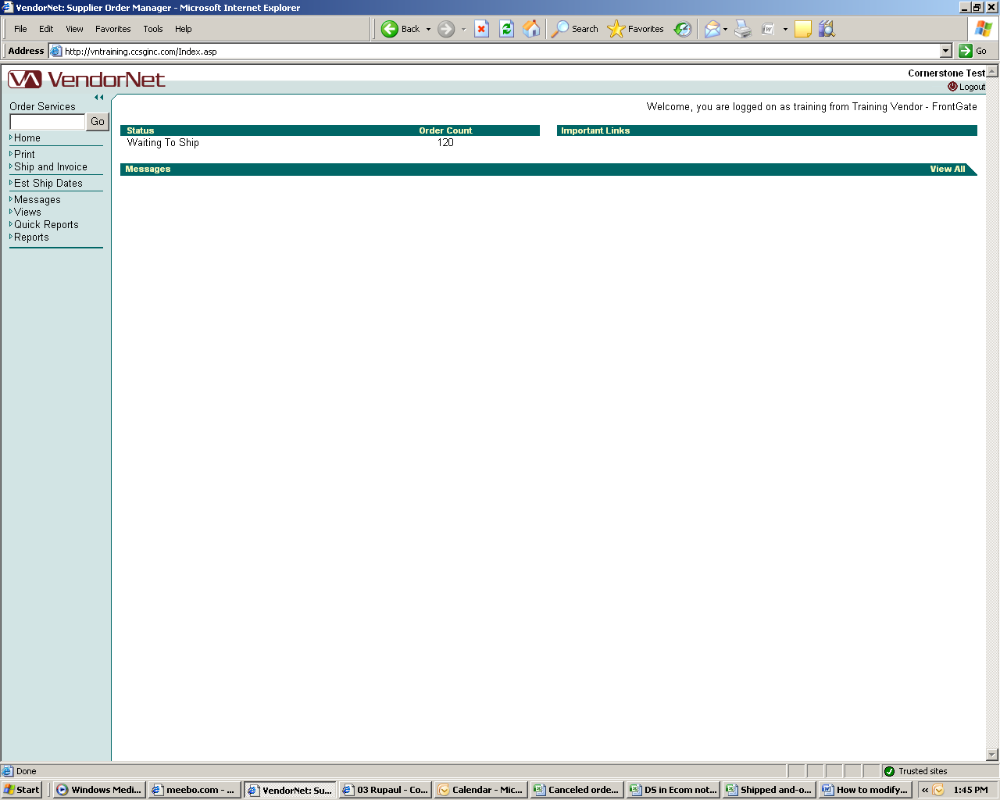 VendorNet: Supplier Order Manager - Microsoft Internet Explorer
File Edit View Favorites Tools Help
Back Search Favorites
Address http://vntraining.ccsginc.com/Index.asp Go
VA VendorNet
Cornerstone Test
Logout
Order Services
Go
Home
Print
Ship and Invoice
Est Ship Dates
Messages
Views
Quick Reports
Reports
Welcome, you are logged on as training from Training Vendor - FrontGate
Status Order Count Important Links
Waiting To Ship 120
Messages View All
Done Trusted sites
Start Windows Medi... meebo.com - ... VendorNet: Su... 03 Rupaul - Co... Calendar - Mic... Canceled orde... DS in Ecom not... Shipped and-o... How to modify... « 1:45 PM